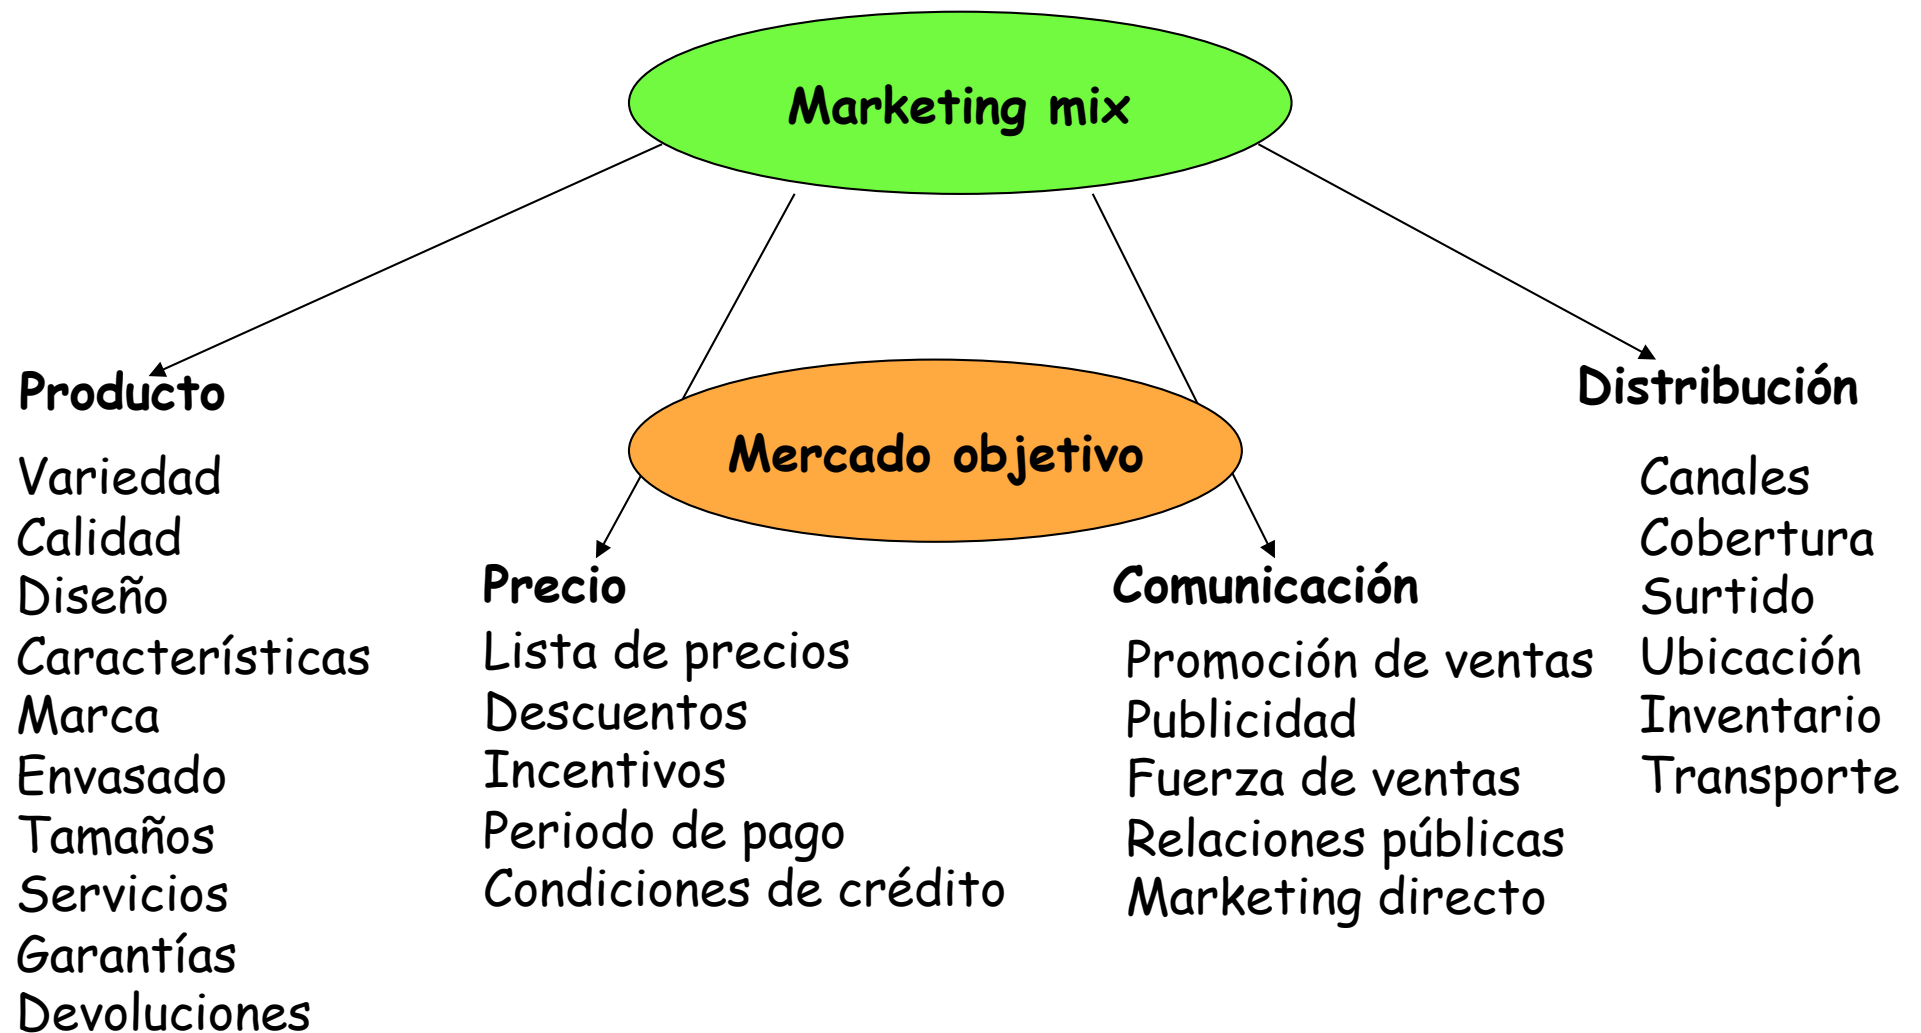 Marketing mix
Mercado objetivo
Producto
Variedad
Calidad
Diseño
Características
Marca
Envasado
Tamaños
Servicios
Garantías
Devoluciones
Precio
Lista de precios
Descuentos
Incentivos
Periodo de pago
Condiciones de crédito
Comunicación
Promoción de ventas
Publicidad
Fuerza de ventas
Relaciones públicas
Marketing directo
Distribución
Canales
Cobertura
Surtido
Ubicación
Inventario
Transporte